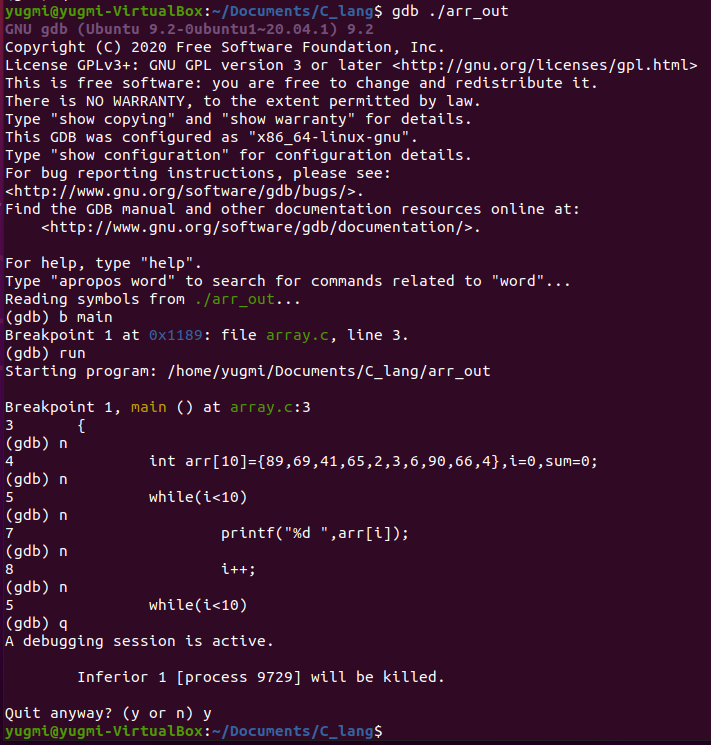 yugmi@yugmi-VirtualBox:~/Documents/C_lang$ gdb ./arr_out
GNU gdb (Ubuntu 9.2-0ubuntu1~20.04.1) 9.2
Copyright (C) 2020 Free Software Foundation, Inc.
License GPLv3+: GNU GPL version 3 or later <http://gnu.org/licenses/gpl.html>
This is free software: you are free to change and redistribute it.
There is NO WARRANTY, to the extent permitted by law.
Type "show copying" and "show warranty" for details.
This GDB was configured as "x86_64-linux-gnu".
Type "show configuration" for configuration details.
For bug reporting instructions, please see:
<http://www.gnu.org/software/gdb/bugs/>.
Find the GDB manual and other documentation resources online at:
    <http://www.gnu.org/software/gdb/documentation/>.

For help, type "help".
Type "apropos word" to search for commands related to "word"...
Reading symbols from ./arr_out...
(gdb) b main
Breakpoint 1 at 0x1189: file array.c, line 3.
(gdb) run
Starting program: /home/yugmi/Documents/C_lang/arr_out

Breakpoint 1, main () at array.c:3
3       {
(gdb) n
4               int arr[10]={89,69,41,65,2,3,6,90,66,4},i=0,sum=0;
(gdb) n
5               while(i<10)
(gdb) n
7                       printf("%d ",arr[i]);
(gdb) n
8                       i++;
(gdb) n
5               while(i<10)
(gdb) q
A debugging session is active.

        Inferior 1 [process 9729] will be killed.

Quit anyway? (y or n) y
yugmi@yugmi-VirtualBox:~/Documents/C_lang$